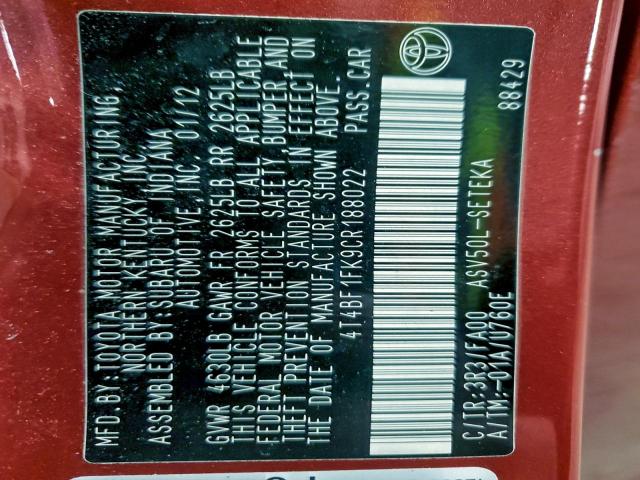 MFD.BY:TOYOTA MOTOR MANUFACTURING,
NORTHERN KENTUCKY,INC.
ASSEMBLED BY:SUBARU OF INDIANA
AUTOMOTIVE,INC. 01/12
GVWR 4630LB GAWR FR 2625LB RR 2625LB
THIS VEHICLE CONFORMS TO ALL APPLICABLE
FEDERAL MOTOR VEHICLE SAFETY BUMPER,AND
THEFT PREVENTION STANDARDS IN EFFECT ON
THE DATE OF MANUFACTURE SHOWN ABOVE.
4T4BF1FK9CR188022 PASS.CAR
C/TR:3R3/FA00 ASV50L-SETEKA
A/TM:-01A/U760E 88429